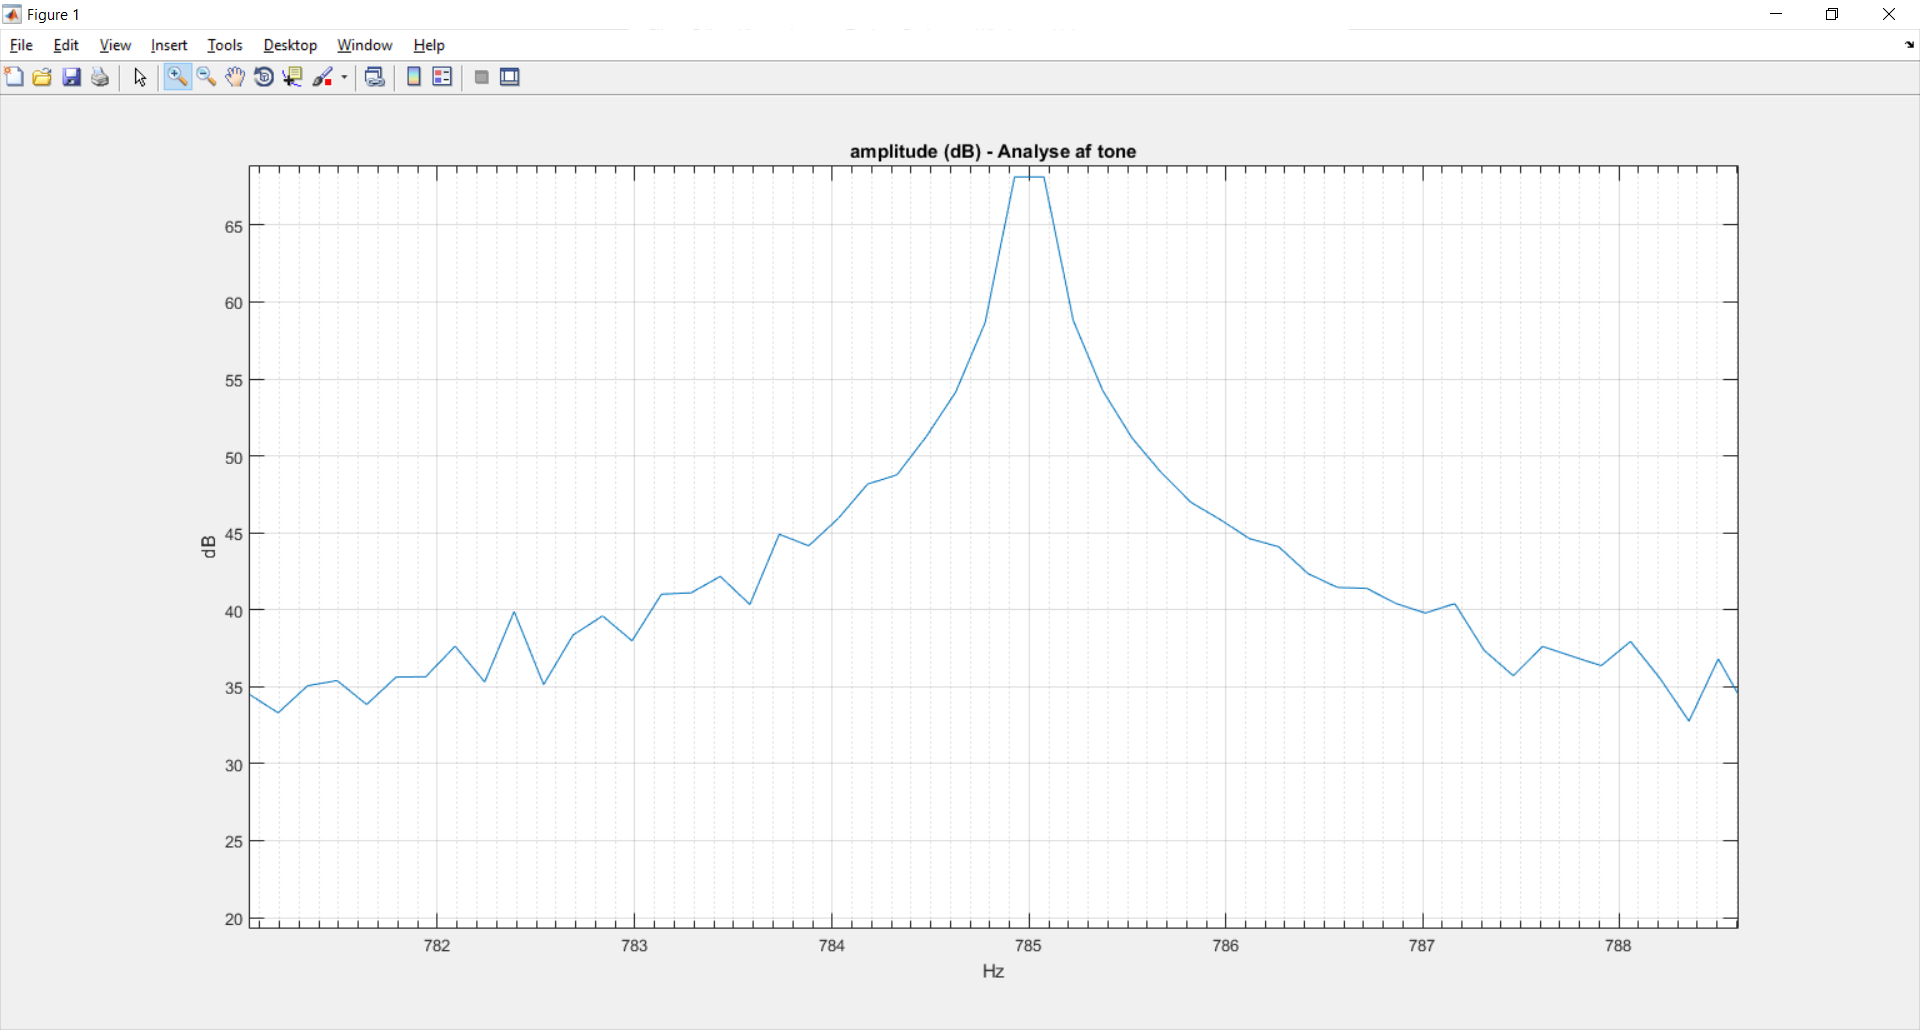 Figure 1
File Edit View Insert Tools Desktop Window Help
amplitude (dB) - Analyse af tone
65
60
55
50
45
40
35
30
25
20
dB
782 783 784 785 786 787 788
Hz